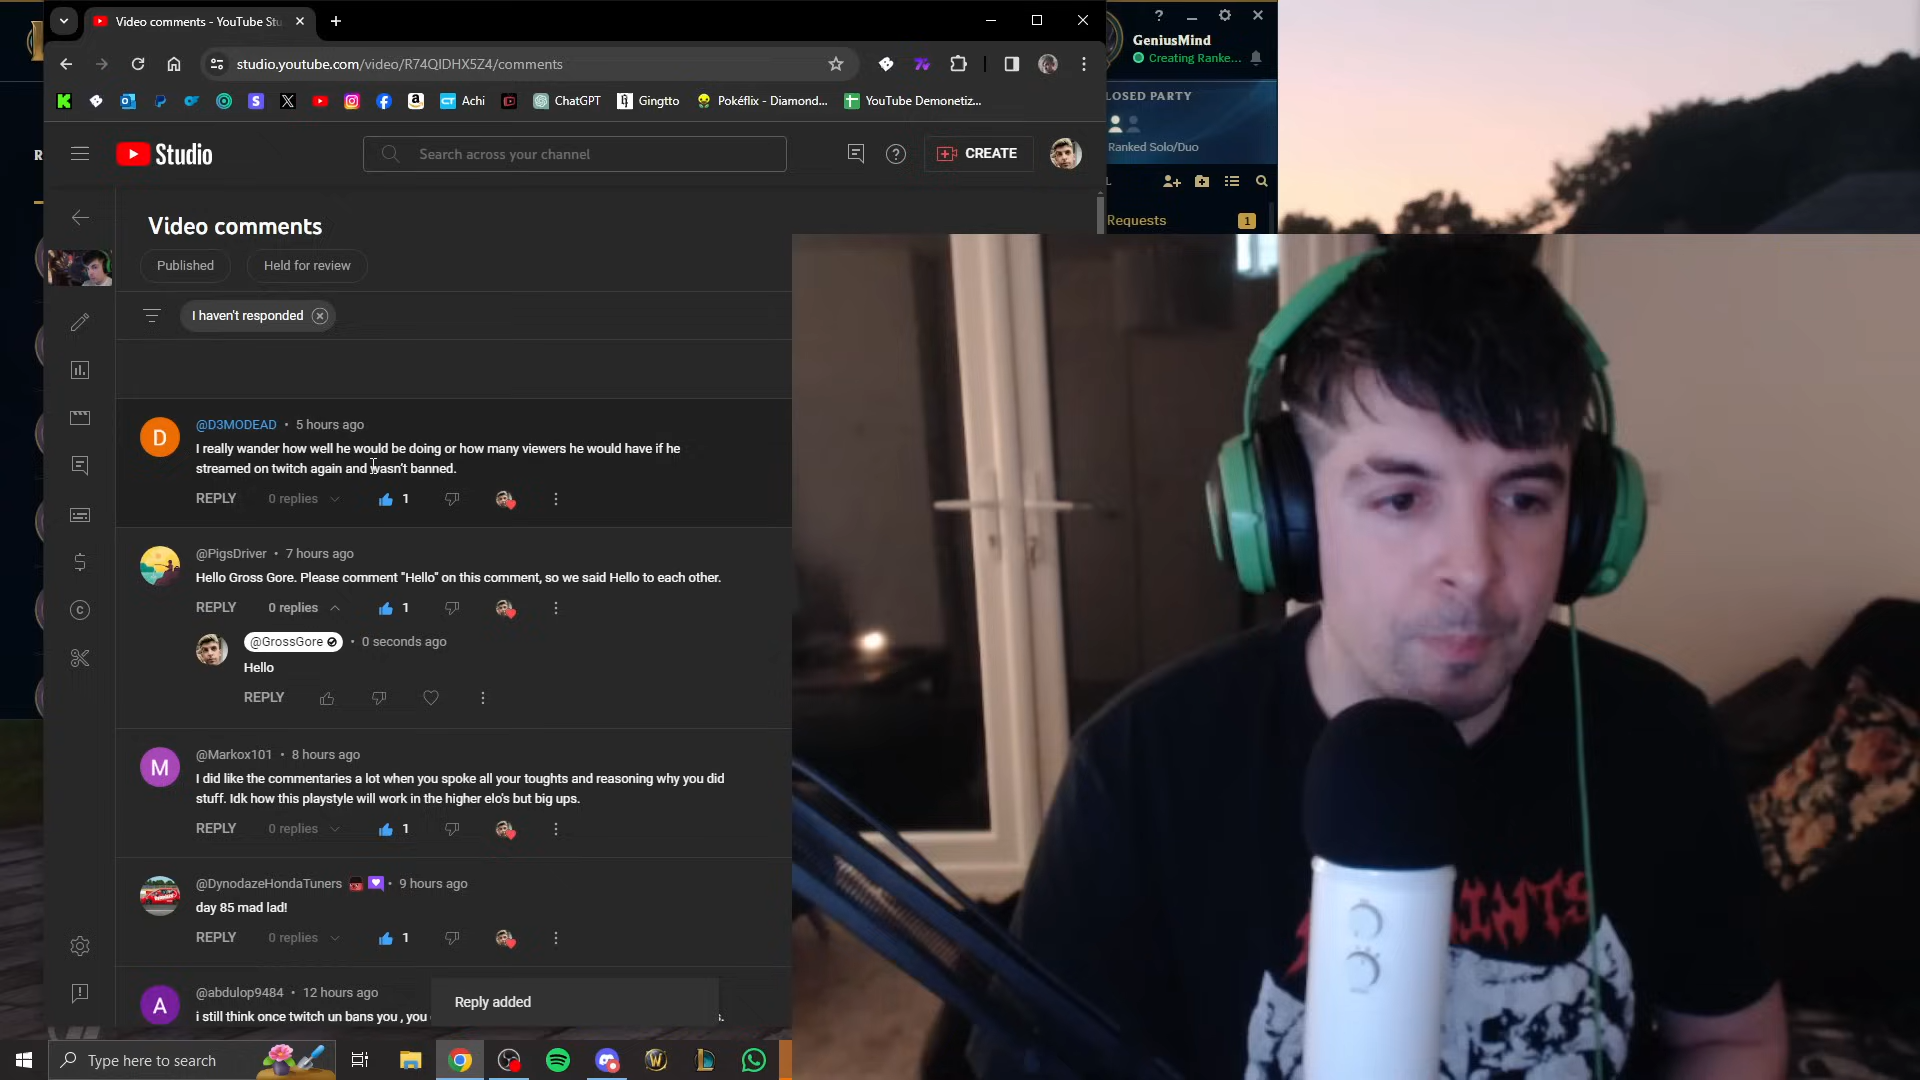 Video comments - YouTube Stu
studio.youtube.com/video/R74QIDHX5Z4/comments
Achi
ChatGPT
Gingtto
Pokéflix - Diamond...
YouTube Demonetiz...
Studio
Search across your channel
CREATE
Video comments
Published
Held for review
I haven't responded
@D3MODEAD • 5 hours ago
I really wander how well he would be doing or how many viewers he would have if he
streamed on twitch again and wasn't banned.
REPLY 0 replies 1
@PigsDriver • 7 hours ago
Hello Gross Gore. Please comment "Hello" on this comment, so we said Hello to each other.
REPLY 0 replies 1
@GrossGore • 0 seconds ago
Hello
REPLY
@Markox101 • 8 hours ago
I did like the commentaries a lot when you spoke all your toughts and reasoning why you did
stuff. Idk how this playstyle will work in the higher elo's but big ups.
REPLY 0 replies 1
@DynodazeHondaTuners • 9 hours ago
day 85 mad lad!
REPLY 0 replies 1
@abdulop9484 • 12 hours ago
i still think once twitch un bans you , you
s.
Reply added
Type here to search
GeniusMind
Creating Ranke...
LOSED PARTY
Ranked Solo/Duo
Requests
1